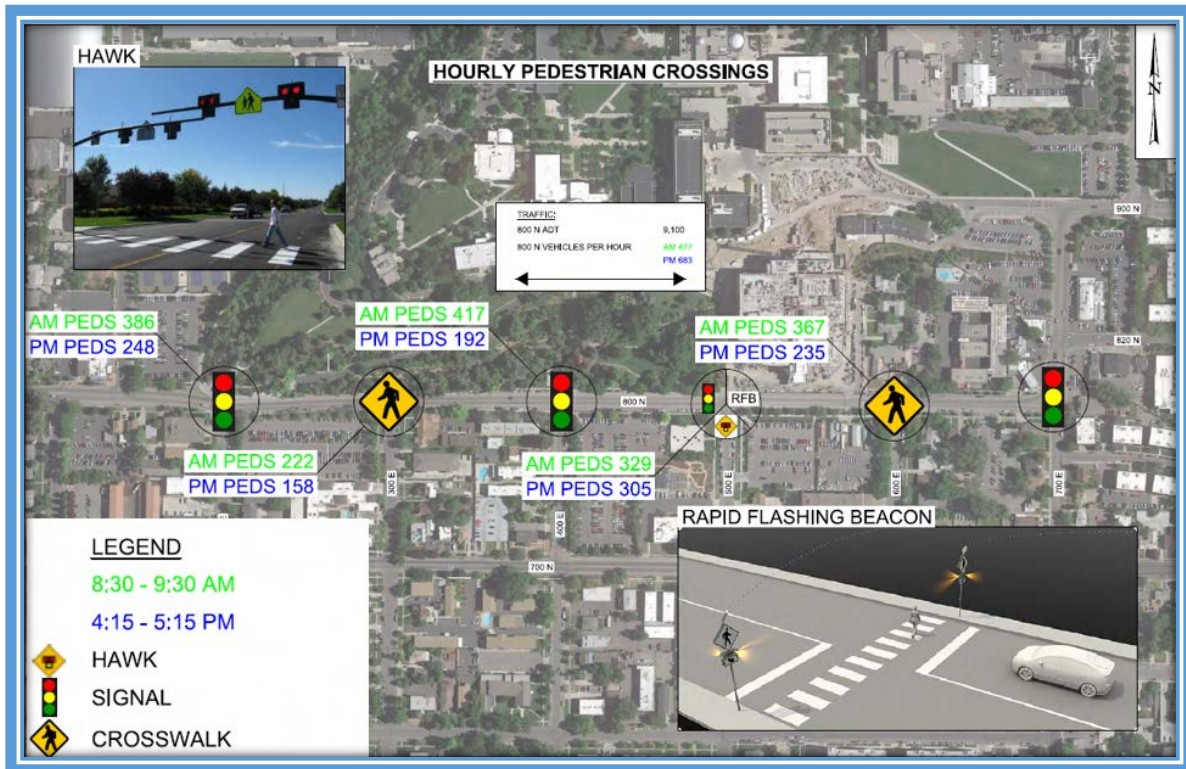 HAWK
HOURLY PEDESTRIAN CROSSINGS
N
TRAFFIC:
800 N ADT 9,100
800 N VEHICLES PER HOUR AM 477
PM 683
900 N
AM PEDS 386
PM PEDS 248
AM PEDS 417
PM PEDS 192
AM PEDS 367
PM PEDS 235
820 N
800 N
RFB
AM PEDS 222
PM PEDS 158
AM PEDS 329
PM PEDS 305
300 E
400 E
500 E
600 E
700 E
700 N
RAPID FLASHING BEACON
LEGEND
8:30 - 9:30 AM
4:15 - 5:15 PM
HAWK
SIGNAL
CROSSWALK